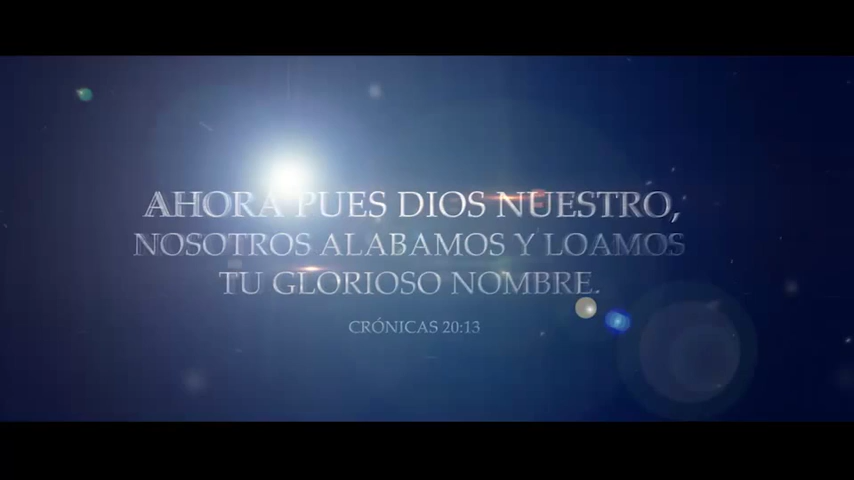 AHORA PUES DIOS NUESTRO,
NOSOTROS ALABAMOS Y LOAMOS
TU GLORIOSO NOMBRE.
CRÓNICAS 20:13